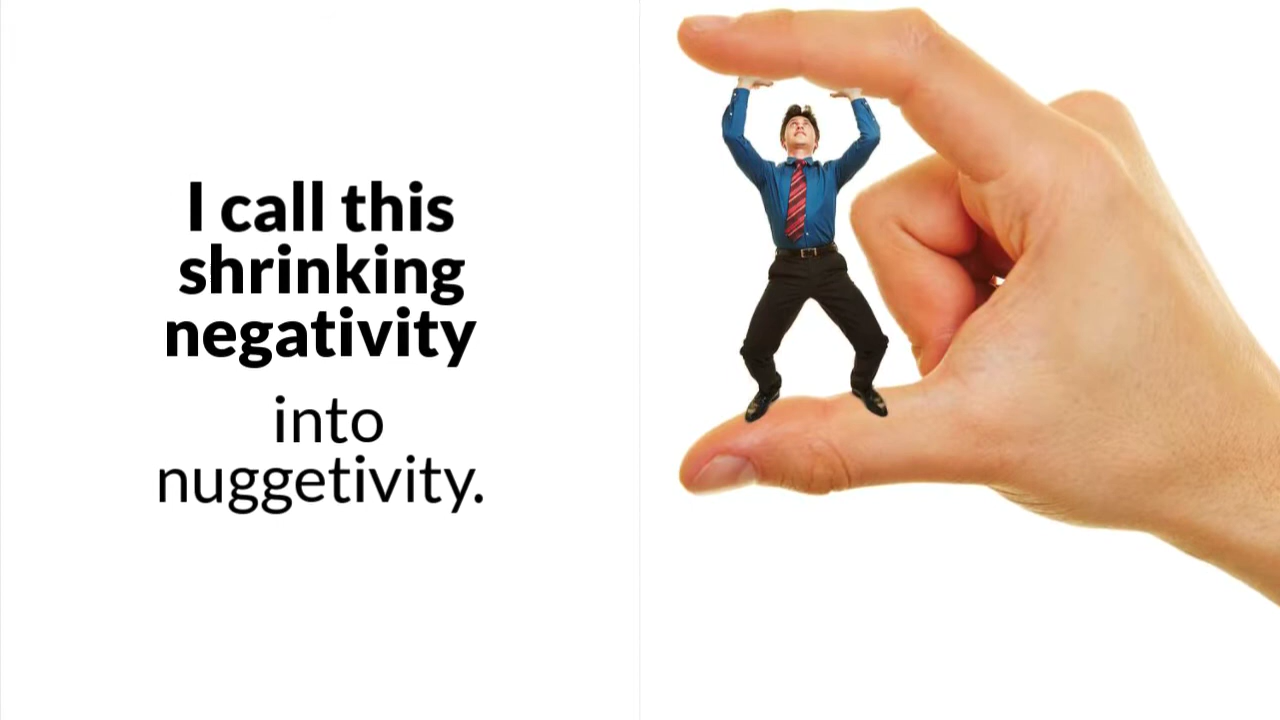 I call this
shrinking
negativity
into
nuggetivity.